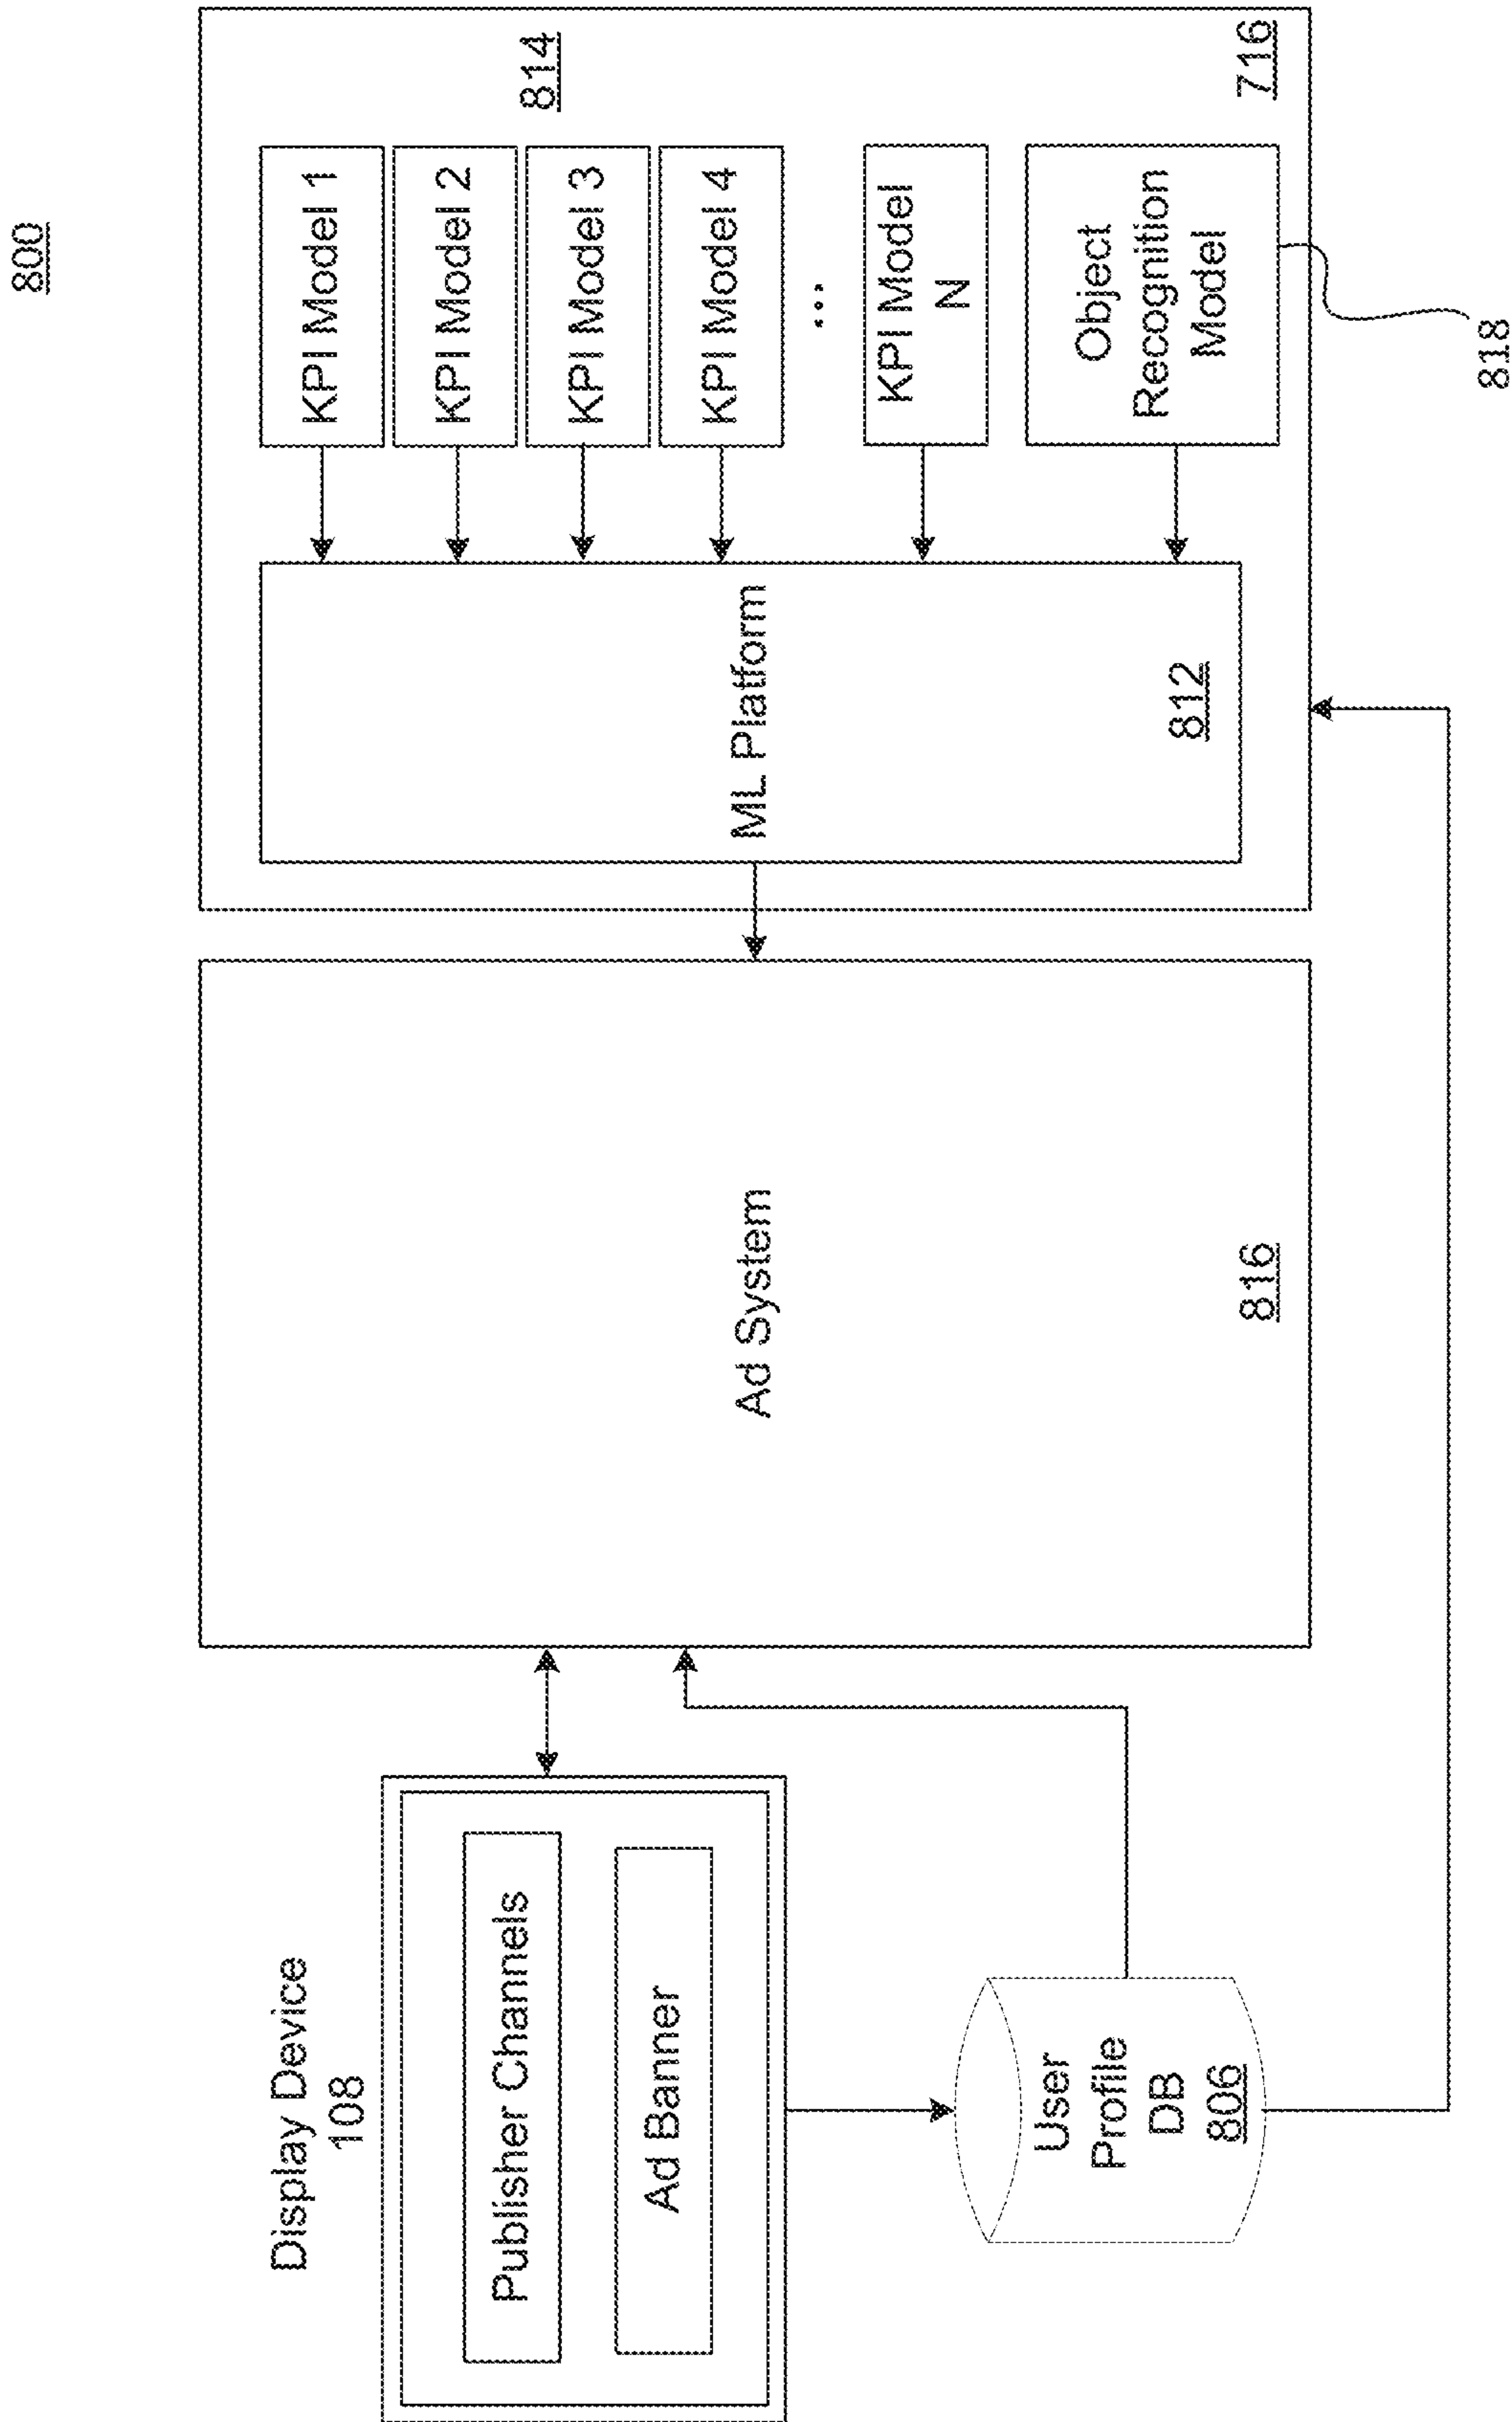 800
Display Device
108
Publisher Channels
Ad Banner
User
Profile
DB
806
Ad System
816
ML Platform
812
KPI Model 1
KPI Model 2
KPI Model 3
KPI Model 4
...
KPI Model
N
Object
Recognition
Model
814
716
818